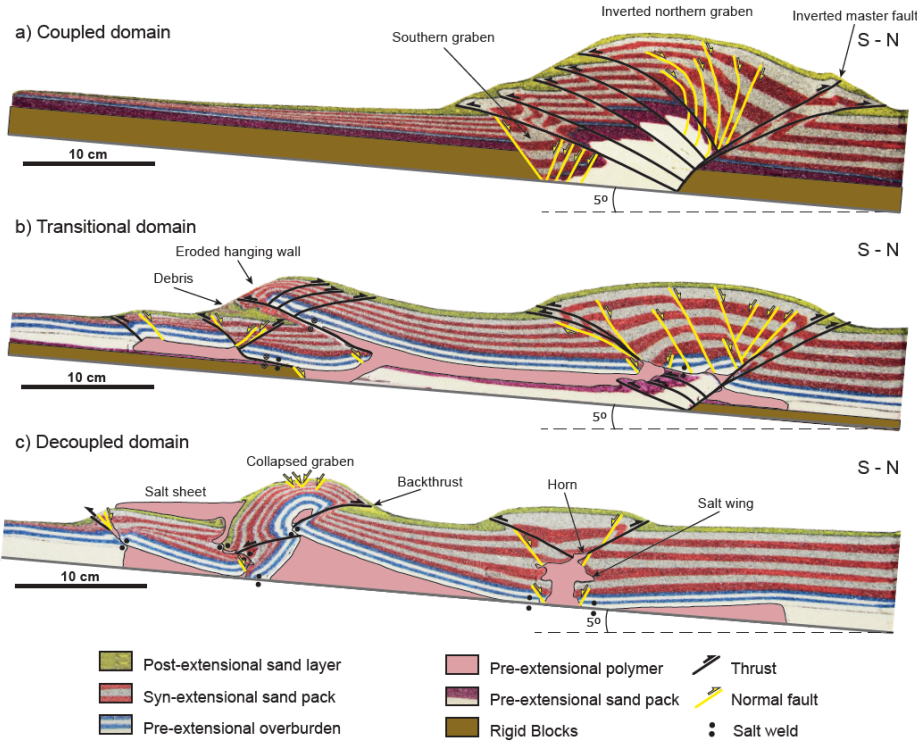 a) Coupled domain
Southern graben
Inverted northern graben
Inverted master fault
S - N
10 cm
5º
b) Transitional domain
Eroded hanging wall
Debris
S - N
5º
c) Decoupled domain
Collapsed graben
Salt sheet
Backthrust
Horn
Salt wing
S - N
10 cm
5º
Post-extensional sand layer
Syn-extensional sand pack
Pre-extensional overburden
Pre-extensional polymer
Pre-extensional sand pack
Rigid Blocks
Thrust
Normal fault
Salt weld